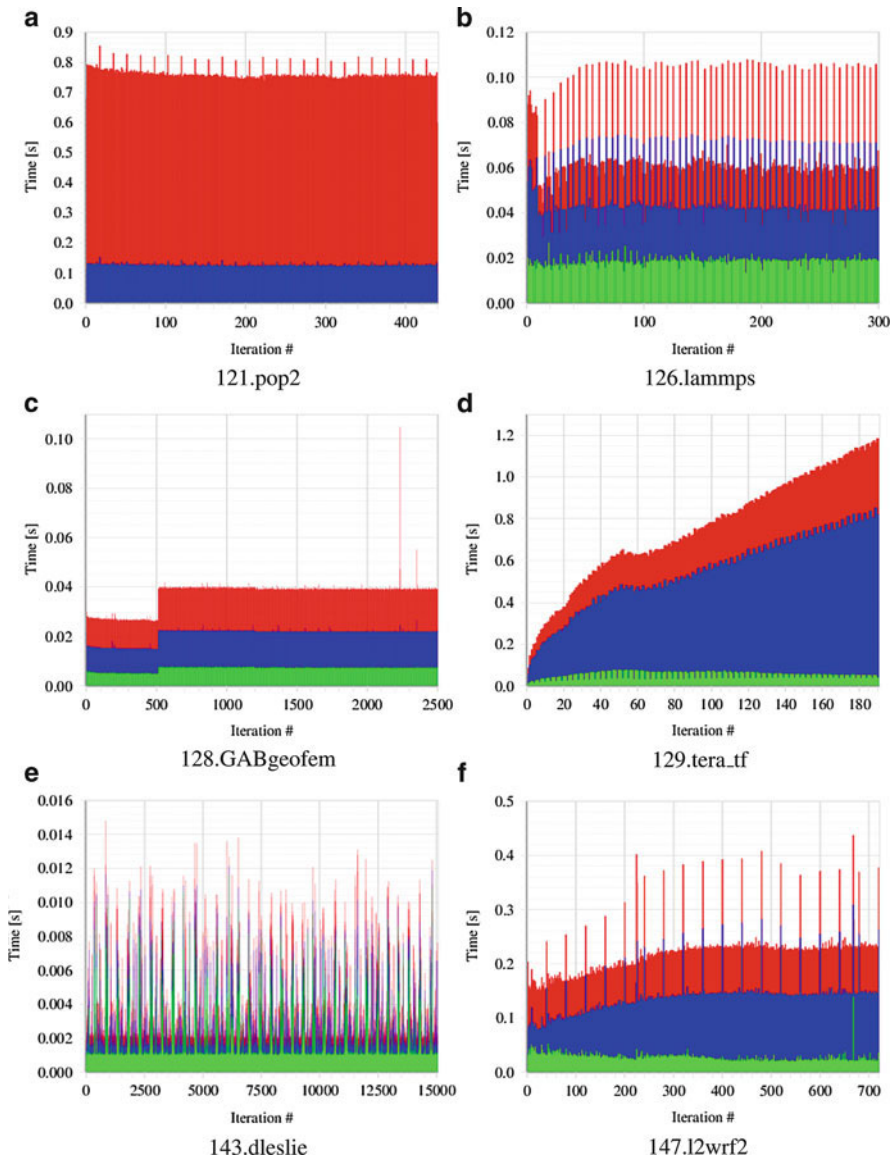 a
0.9
0.8
0.7
0.6
0.5
0.4
0.3
0.2
0.1
0.0
Time [s]
0 100 200 300 400
Iteration #
121.pop2
b
0.12
0.10
0.08
0.06
0.04
0.02
0.00
Time [s]
0 100 200 300
Iteration #
126.lammps
c
0.10
0.08
0.06
0.04
0.02
0.00
Time [s]
0 500 1000 1500 2000 2500
Iteration #
128.GABgeofem
d
1.2
1.0
0.8
0.6
0.4
0.2
0.0
Time [s]
0 20 40 60 80 100 120 140 160 180
Iteration #
129.tera_tf
e
0.016
0.014
0.012
0.010
0.008
0.006
0.004
0.002
0.000
Time [s]
0 2500 5000 7500 10000 12500 15000
Iteration #
143.dleslie
f
0.5
0.4
0.3
0.2
0.1
0.0
Time [s]
0 100 200 300 400 500 600 700
Iteration #
147.l2wrf2